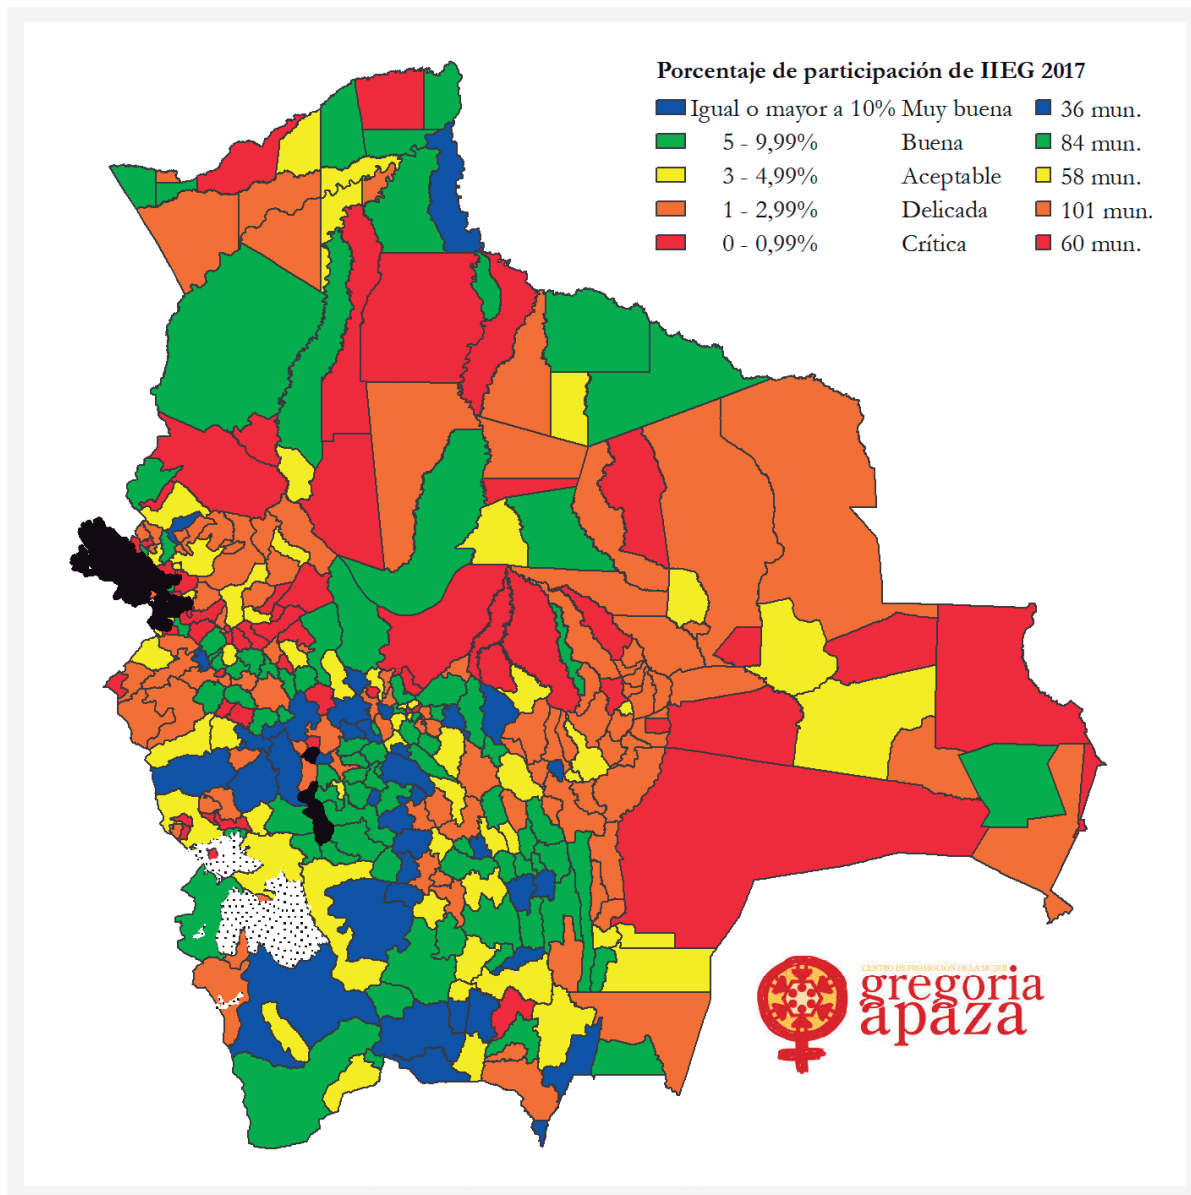 Porcentaje de participación de IIEG 2017
Igual o mayor a 10% Muy buena 36 mun.
5 - 9,99% Buena 84 mun.
3 - 4,99% Aceptable 58 mun.
1 - 2,99% Delicada 101 mun.
0 - 0,99% Crítica 60 mun.
CENTRO DE PROMOCIÓN DE LA MUJER
gregoria
apaza